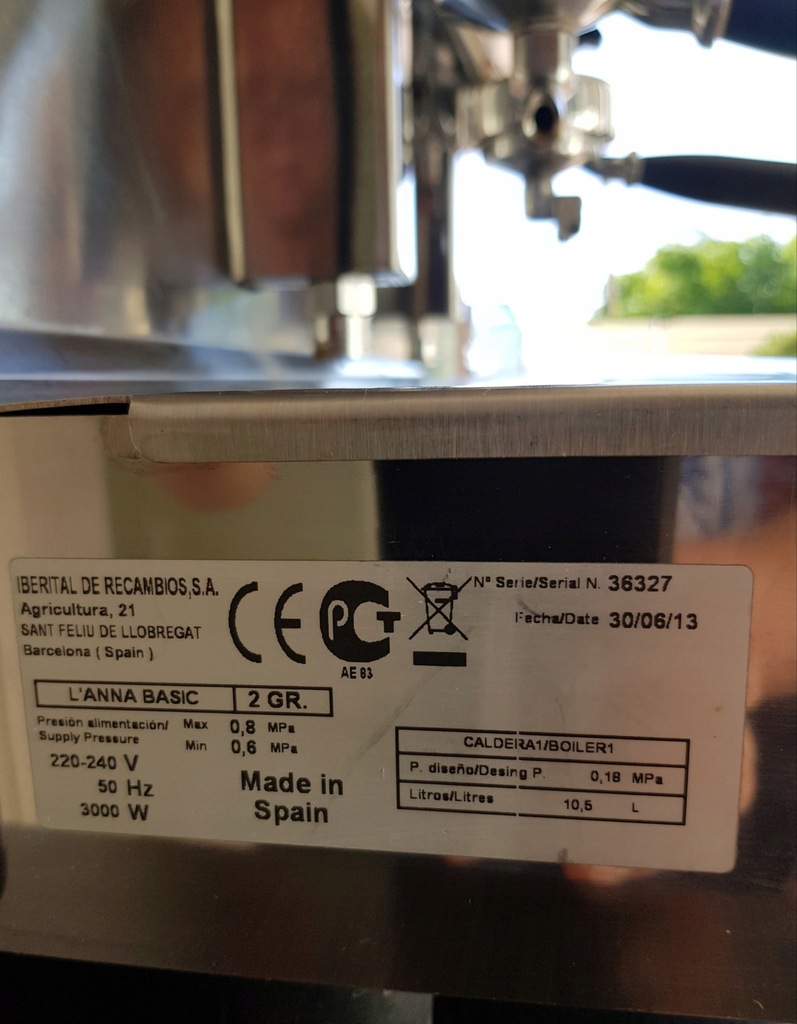 IBERITAL DE RECAMBIOS,S.A.
Agricultura, 21
SANT FELIU DE LLOBREGAT
Barcelona ( Spain )
CE
PCT
AE 83
Nº Serie/Serial N. 36327
Fecha/Date 30/06/13
L'ANNA BASIC 2 GR.
Presión alimentación/ Max 0,8 MPa
Supply Pressure Min 0,6 MPa
220-240 V
50 Hz
3000 W
Made in
Spain
CALDEIRA1/BOILER1
P. diseño/Desing P. 0,18 MPa
Litros/Litres 10,5 L